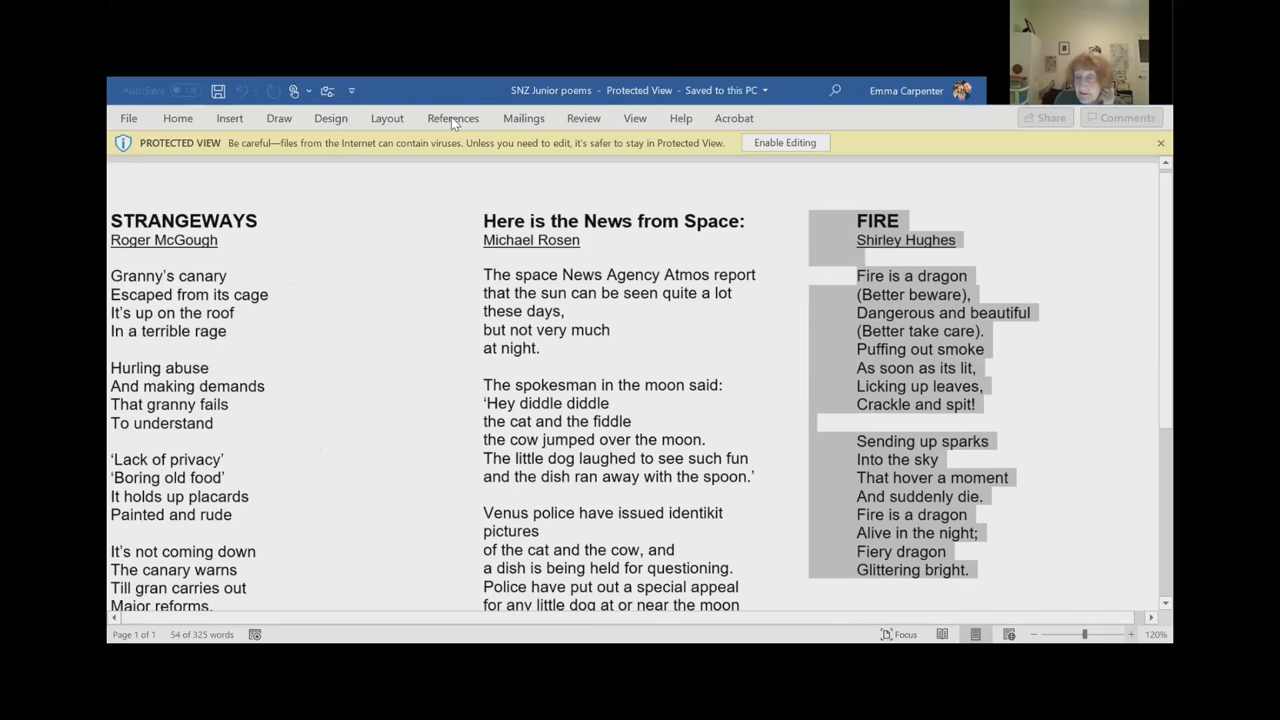 SNZ Junior poems - Protected View - Saved to this PC
Emma Carpenter
File Home Insert Draw Design Layout References Mailings Review View Help Acrobat
Share Comments
PROTECTED VIEW Be careful—files from the Internet can contain viruses. Unless you need to edit, it's safer to stay in Protected View.
Enable Editing
STRANGEWAYS
Roger McGough
Granny's canary
Escaped from its cage
It's up on the roof
In a terrible rage
Hurling abuse
And making demands
That granny fails
To understand
'Lack of privacy'
'Boring old food'
It holds up placards
Painted and rude
It's not coming down
The canary warns
Till gran carries out
Major reforms.
Here is the News from Space:
Michael Rosen
The space News Agency Atmos report
that the sun can be seen quite a lot
these days,
but not very much
at night.
The spokesman in the moon said:
'Hey diddle diddle
the cat and the fiddle
the cow jumped over the moon.
The little dog laughed to see such fun
and the dish ran away with the spoon.'
Venus police have issued identikit
pictures
of the cat and the cow, and
a dish is being held for questioning.
Police have put out a special appeal
for any little dog at or near the moon
FIRE
Shirley Hughes
Fire is a dragon
(Better beware),
Dangerous and beautiful
(Better take care).
Puffing out smoke
As soon as its lit,
Licking up leaves,
Crackle and spit!
Sending up sparks
Into the sky
That hover a moment
And suddenly die.
Fire is a dragon
Alive in the night;
Fiery dragon
Glittering bright.
Page 1 of 1 54 of 325 words
Focus
120%